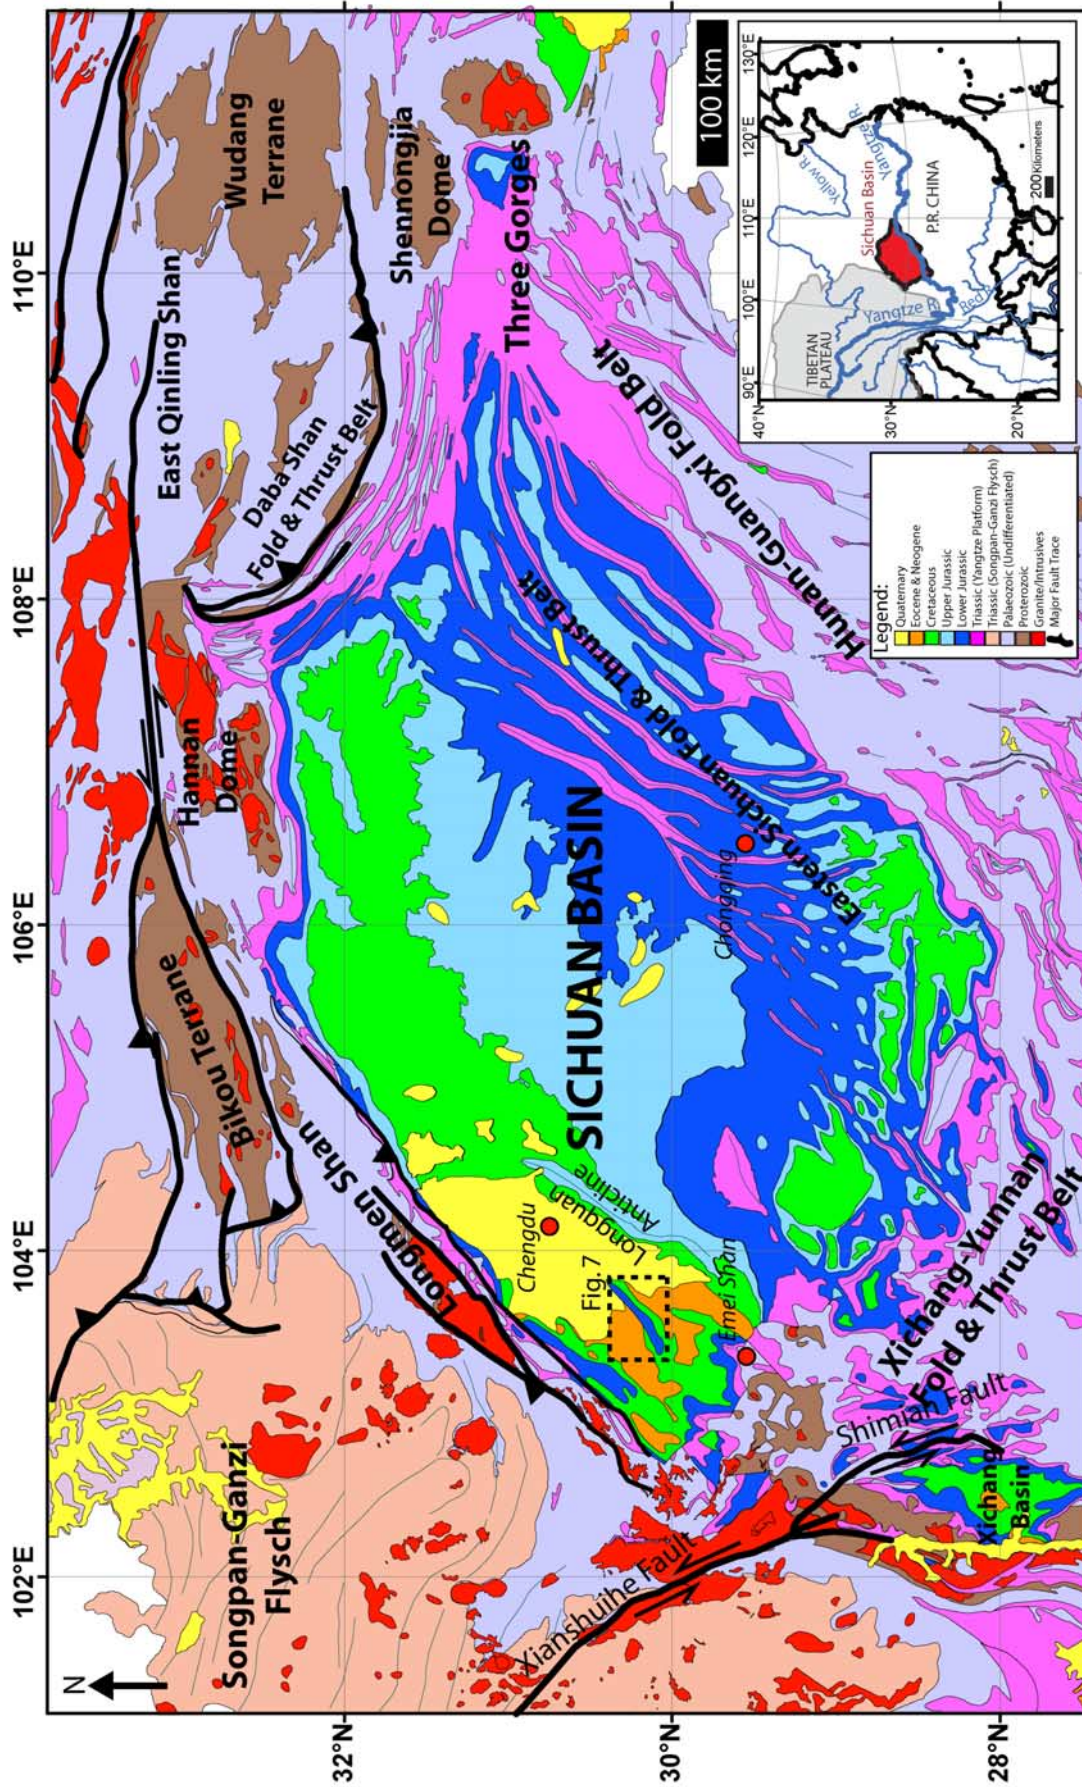 102°E
104°E
106°E
108°E
110°E
32°N
30°N
28°N
N
Songpan-Ganzi
Flysch
Bikou Terrane
Hannan
Dome
East Qinling Shan
Wudang
Terrane
Daba Shan
Fold & Thrust Belt
Shennongjia
Dome
Three Gorges
Longmen Shan
Chengdu
Longquan
Anticline
Fig. 7
Emei Shan
SICHUAN BASIN
Chongqing
Eastern Sichuan Fold & Thrust Belt
Hunan-Guangxi Fold Belt
Xianshuihe Fault
Shimian Fault
Xichang-Yunnan
Fold & Thrust Belt
Xichang
Basin
100 km
Legend:
Quaternary
Eocene & Neogene
Cretaceous
Upper Jurassic
Lower Jurassic
Triassic (Yangtze Platform)
Triassic (Songpan-Ganzi Flysch)
Palaeozoic (Undifferentiated)
Proterozoic
Granite/Intrusives
Major Fault Trace
90°E
100°E
110°E
120°E
130°E
40°N
30°N
20°N
TIBETAN
PLATEAU
Yellow R.
Sichuan Basin
Yangtze R.
Yangtze R.
Red R.
P.R. CHINA
200 Kilometers